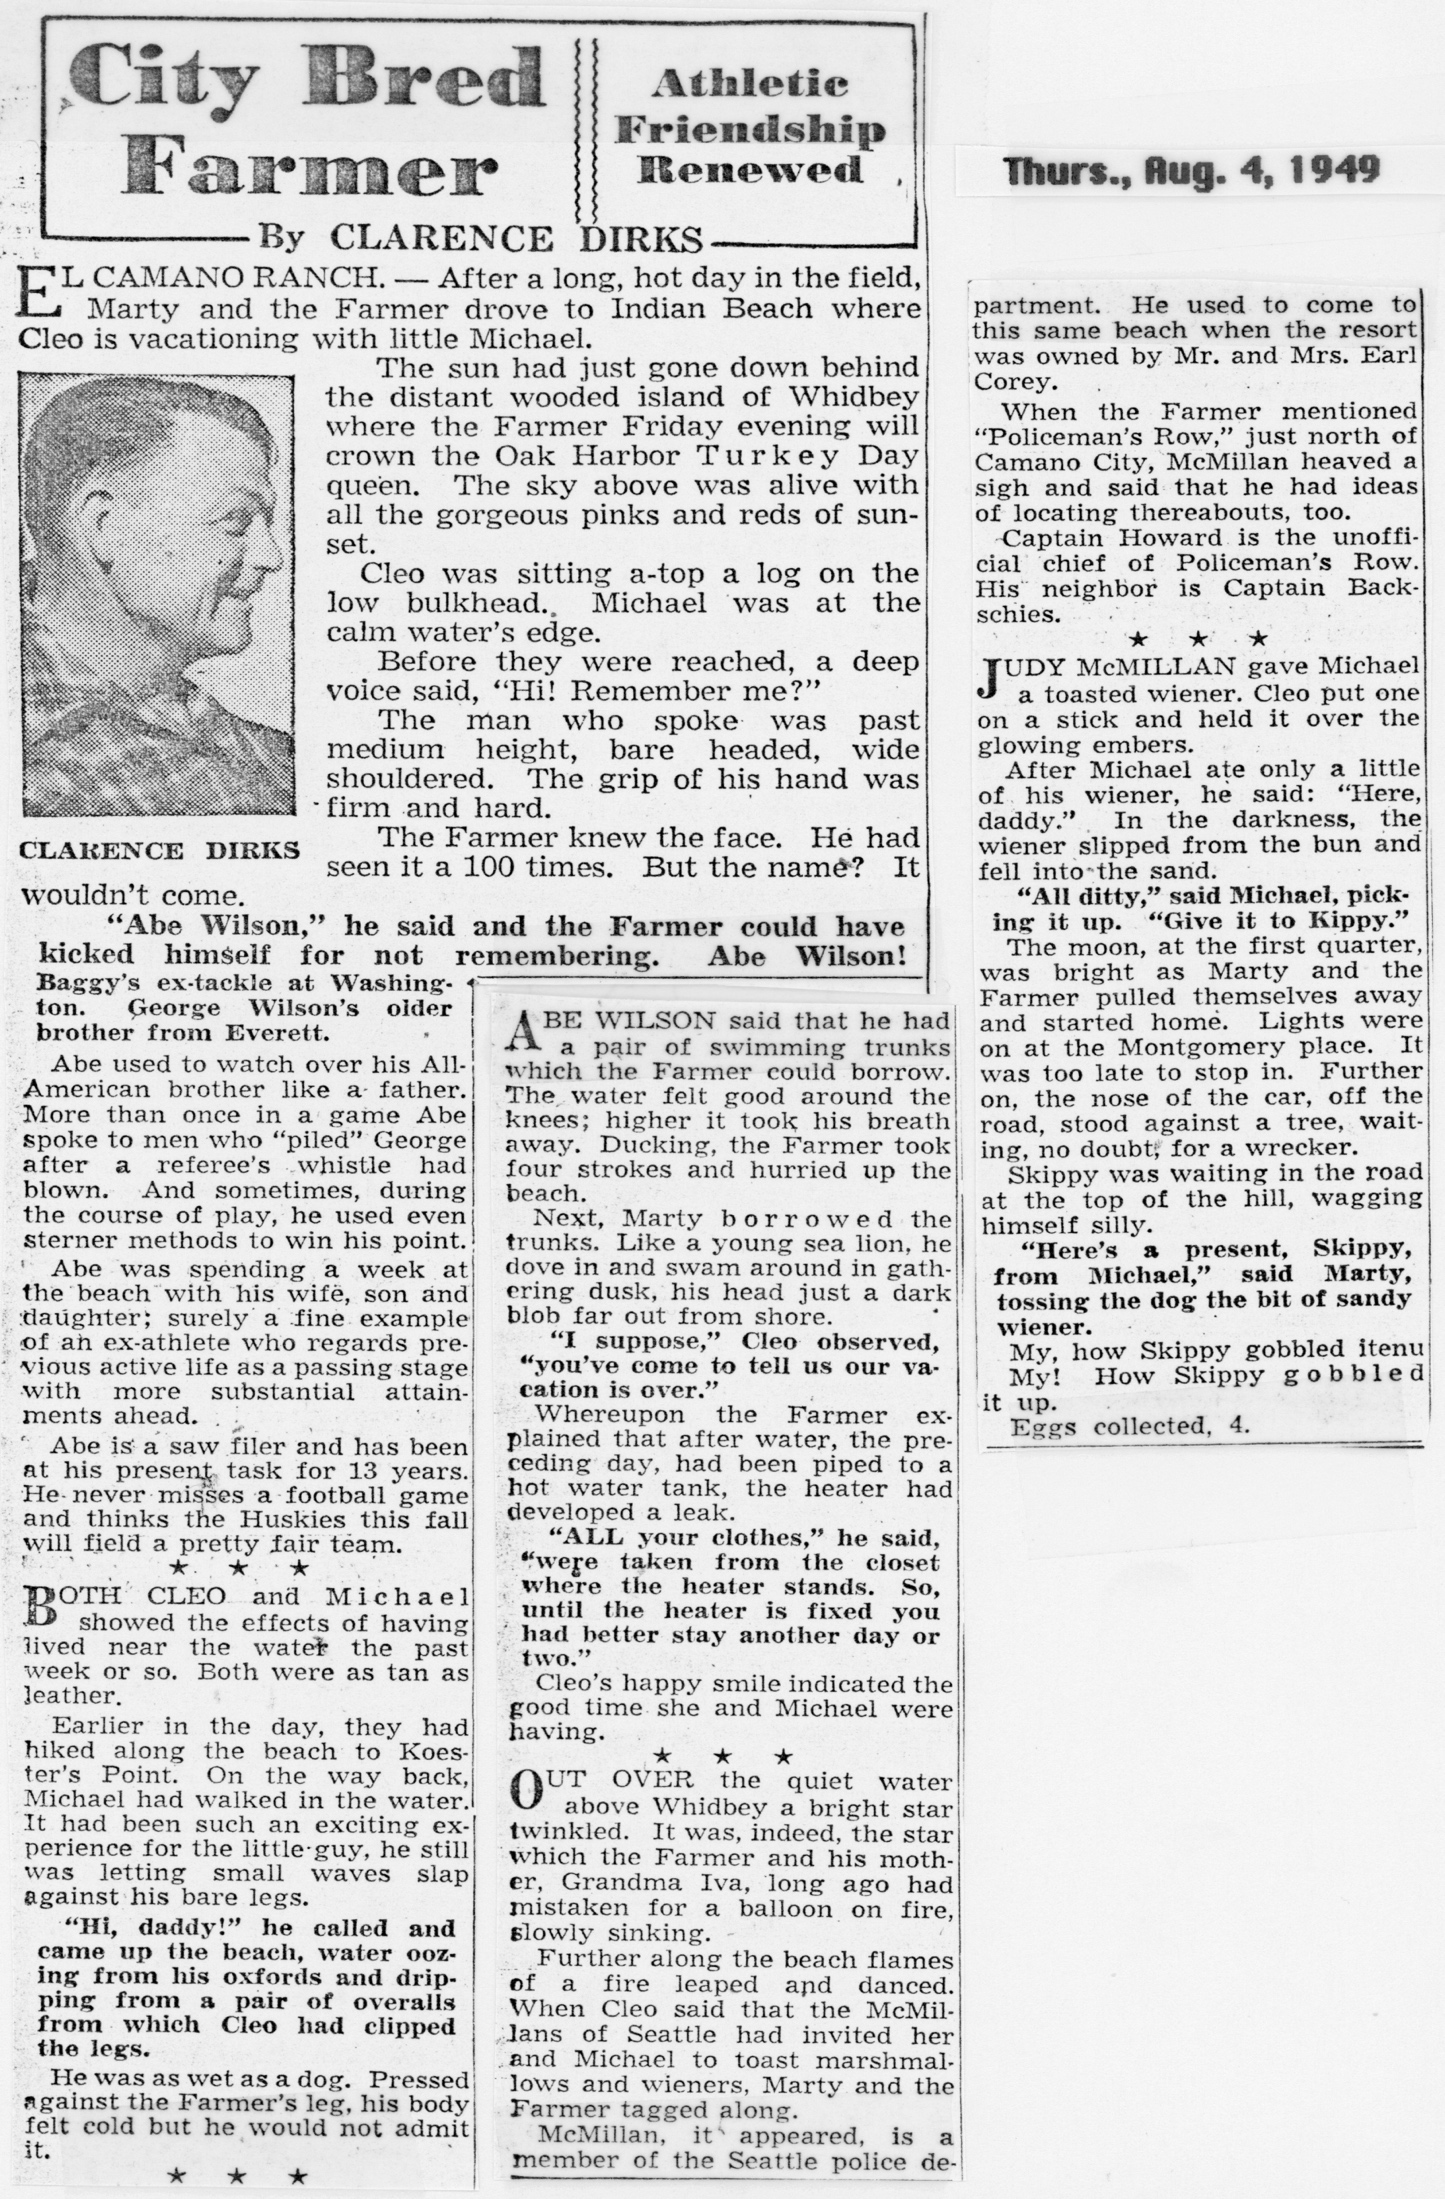 City Bred
Farmer
Athletic
Friendship
Renewed
By CLARENCE DIRKS
Thurs., Aug. 4, 1949
EL CAMANO RANCH. — After a long, hot day in the field,
Marty and the Farmer drove to Indian Beach where
Cleo is vacationing with little Michael.
The sun had just gone down behind
the distant wooded island of Whidbey
where the Farmer Friday evening will
crown the Oak Harbor Turkey Day
queen. The sky above was alive with
all the gorgeous pinks and reds of sun-
set.
Cleo was sitting a-top a log on the
low bulkhead. Michael was at the
calm water's edge.
Before they were reached, a deep
voice said, "Hi! Remember me?"
The man who spoke was past
medium height, bare headed, wide
shouldered. The grip of his hand was
firm and hard.
CLARENCE DIRKS
The Farmer knew the face. He had
seen it a 100 times. But the name? It
wouldn't come.
"Abe Wilson," he said and the Farmer could have
kicked himself for not remembering. Abe Wilson!
Baggy's ex-tackle at Washing-
ton. George Wilson's older
brother from Everett.
Abe used to watch over his All-
American brother like a father.
More than once in a game Abe
spoke to men who "piled" George
after a referee's whistle had
blown. And sometimes, during
the course of play, he used even
sterner methods to win his point.
Abe was spending a week at
the beach with his wife, son and
daughter; surely a fine example
of an ex-athlete who regards pre-
vious active life as a passing stage
with more substantial attain-
ments ahead.
Abe is a saw filer and has been
at his present task for 13 years.
He never misses a football game
and thinks the Huskies this fall
will field a pretty fair team.
★ ★ ★
BOTH CLEO and Michael
showed the effects of having
lived near the water the past
week or so. Both were as tan as
leather.
Earlier in the day, they had
hiked along the beach to Koes-
ter's Point. On the way back,
Michael had walked in the water.
It had been such an exciting ex-
perience for the little guy, he still
was letting small waves slap
against his bare legs.
"Hi, daddy!" he called and
came up the beach, water ooz-
ing from his oxfords and drip-
ping from a pair of overalls
from which Cleo had clipped
the legs.
He was as wet as a dog. Pressed
against the Farmer's leg, his body
felt cold but he would not admit
it.
★ ★ ★
ABE WILSON said that he had
a pair of swimming trunks
which the Farmer could borrow.
The water felt good around the
knees; higher it took his breath
away. Ducking, the Farmer took
four strokes and hurried up the
beach.
Next, Marty borrowed the
trunks. Like a young sea lion, he
dove in and swam around in gath-
ering dusk, his head just a dark
blob far out from shore.
"I suppose," Cleo observed,
"you've come to tell us our va-
cation is over."
Whereupon the Farmer ex-
plained that after water, the pre-
ceding day, had been piped to a
hot water tank, the heater had
developed a leak.
"ALL your clothes," he said,
"were taken from the closet
where the heater stands. So,
until the heater is fixed you
had better stay another day or
two."
Cleo's happy smile indicated the
good time she and Michael were
having.
★ ★ ★
OUT OVER the quiet water
above Whidbey a bright star
twinkled. It was, indeed, the star
which the Farmer and his moth-
er, Grandma Iva, long ago had
mistaken for a balloon on fire,
slowly sinking.
Further along the beach flames
of a fire leaped and danced.
When Cleo said that the McMil-
lans of Seattle had invited her
and Michael to toast marshmal-
lows and wieners, Marty and the
Farmer tagged along.
McMillan, it appeared, is a
member of the Seattle police de-
partment. He used to come to
this same beach when the resort
was owned by Mr. and Mrs. Earl
Corey.
When the Farmer mentioned
"Policeman's Row," just north of
Camano City, McMillan heaved a
sigh and said that he had ideas
of locating thereabouts, too.
Captain Howard is the unoffi-
cial chief of Policeman's Row.
His neighbor is Captain Back-
schies.
★ ★ ★
JUDY McMILLAN gave Michael
a toasted wiener. Cleo put one
on a stick and held it over the
glowing embers.
After Michael ate only a little
of his wiener, he said: "Here,
daddy." In the darkness, the
wiener slipped from the bun and
fell into the sand.
"All ditty," said Michael, pick-
ing it up. "Give it to Kippy."
The moon, at the first quarter,
was bright as Marty and the
Farmer pulled themselves away
and started home. Lights were
on at the Montgomery place. It
was too late to stop in. Further
on, the nose of the car, off the
road, stood against a tree, wait-
ing, no doubt, for a wrecker.
Skippy was waiting in the road
at the top of the hill, wagging
himself silly.
"Here's a present, Skippy,
from Michael," said Marty,
tossing the dog the bit of sandy
wiener.
My, how Skippy gobbled itenu
My! How Skippy gobbled
it up.
Eggs collected, 4.